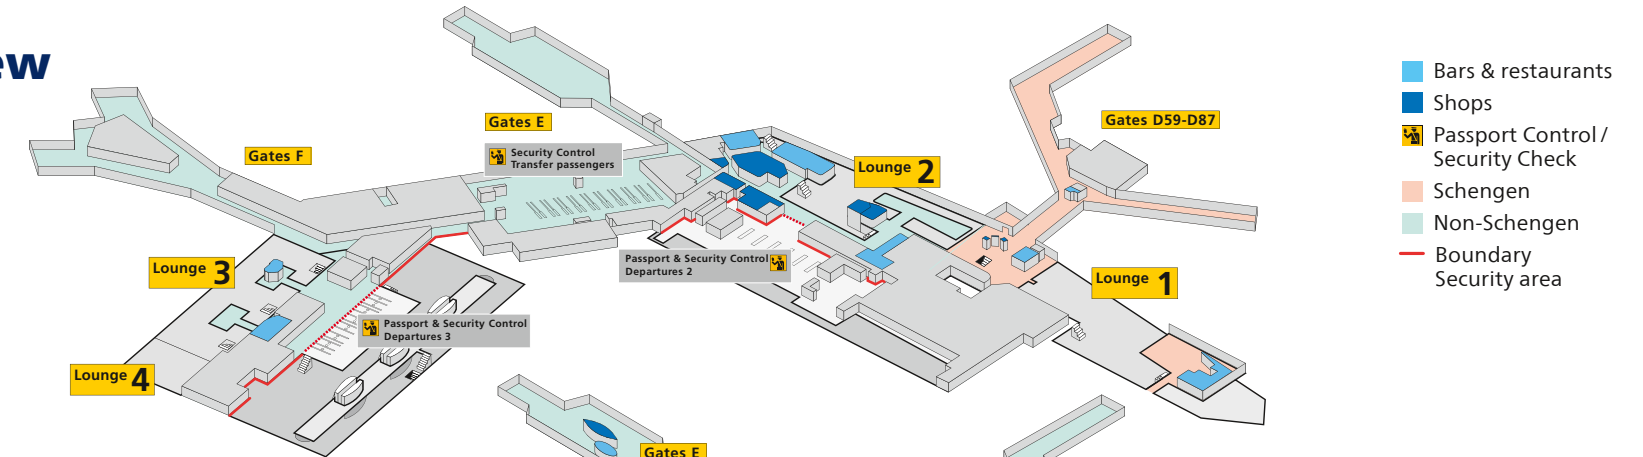 ew
Gates E
Gates D59-D87
Gates F
Security Control
Transfer passengers
Lounge 2
Lounge 3
Passport & Security Control
Departures 2
Lounge 1
Passport & Security Control
Departures 3
Lounge 4
Gates E
Bars & restaurants
Shops
Passport Control /
Security Check
Schengen
Non-Schengen
Boundary
Security area